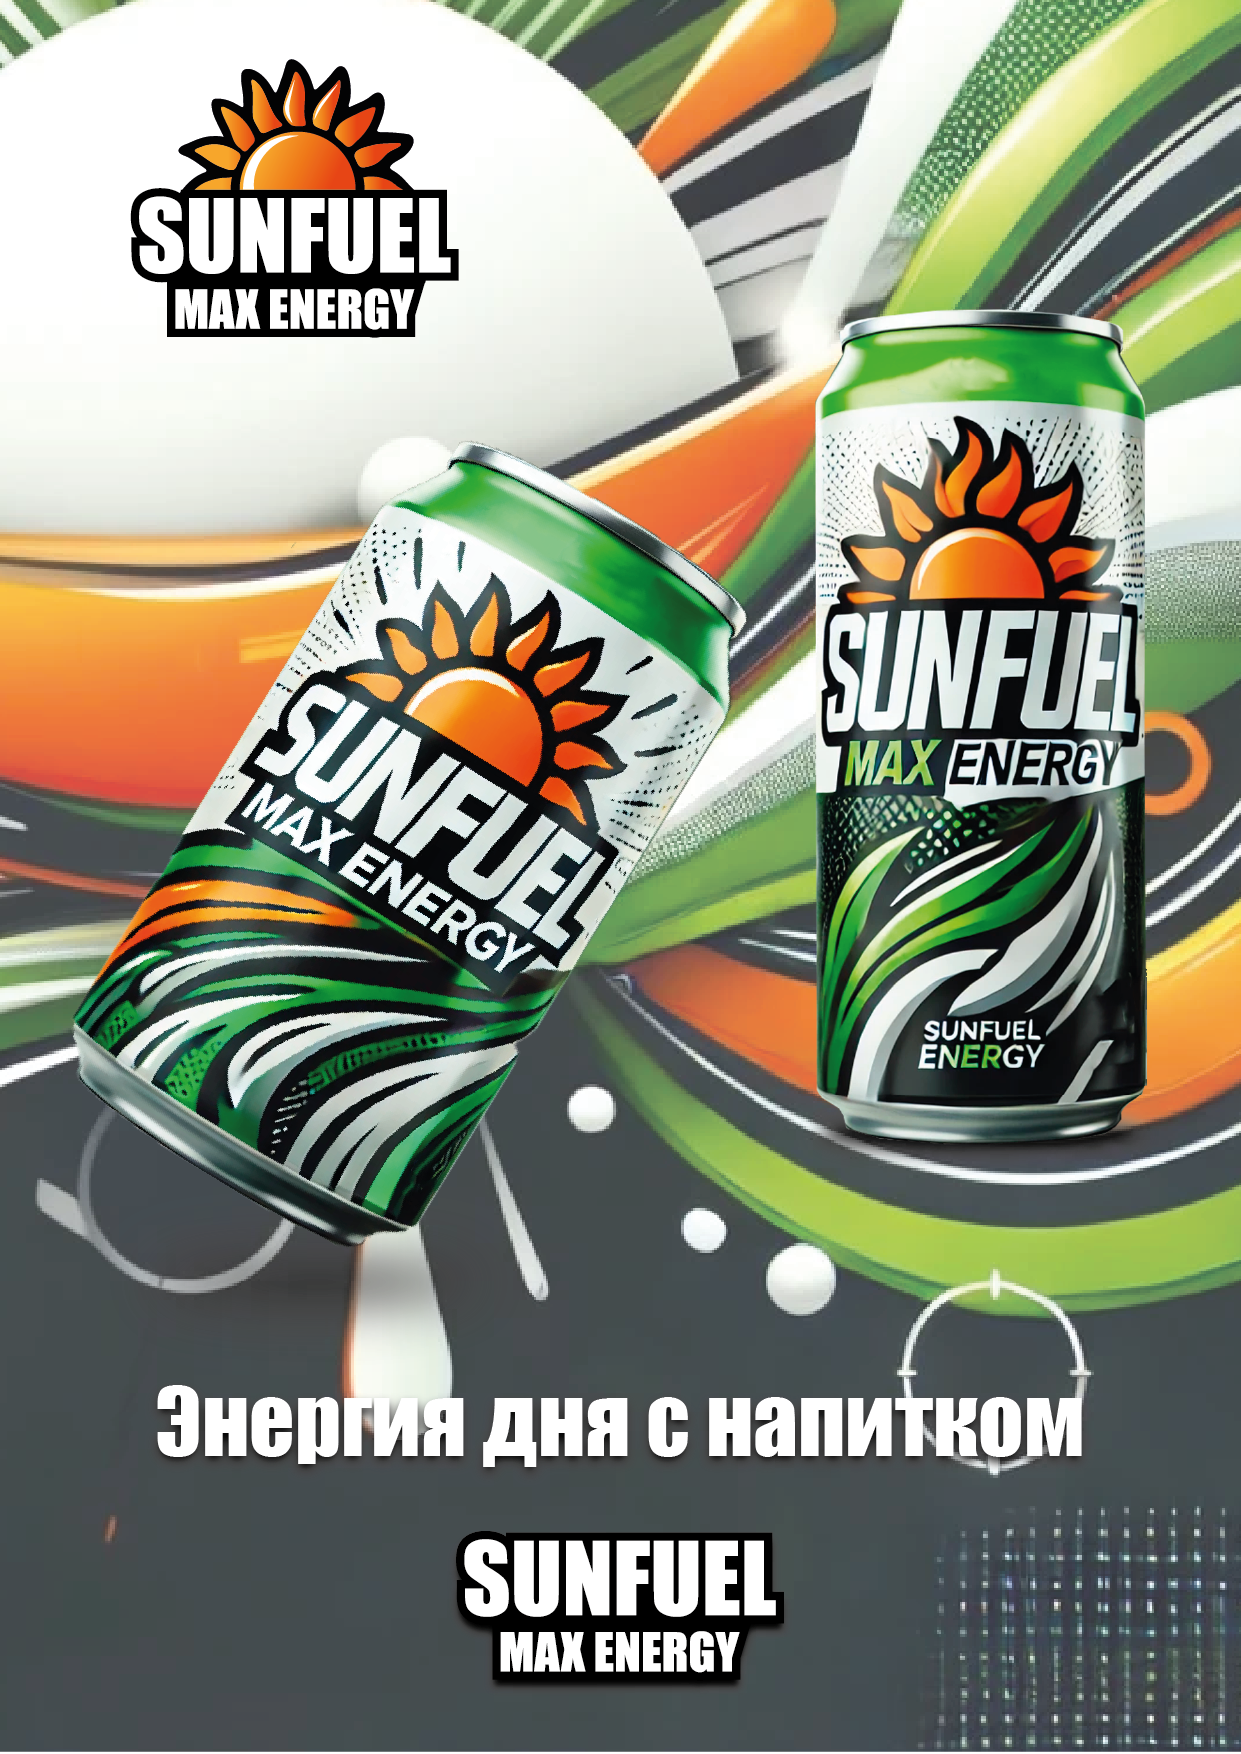 SUNFUEL
MAX ENERGY
SUNFUEL
MAX ENERGY
SUNFUEL
MAX ENERGY
SUNFUEL
ENERGY
Энергия дня с напитком
SUNFUEL
MAX ENERGY